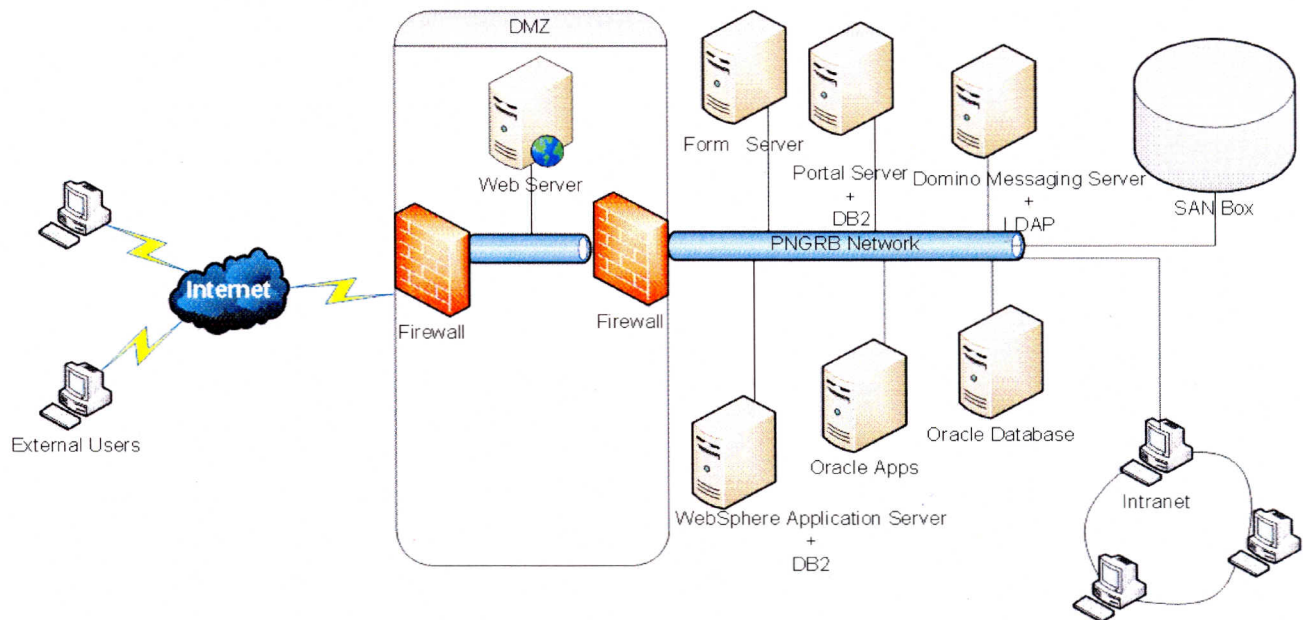 DMZ
Web Server
Form Server
Portal Server
+
DB2
Domino Messaging Server
+
LDAP
SAN Box
Internet
Firewall
Firewall
PNGRB Network
External Users
WebSphere Application Server
+
DB2
Oracle Apps
Oracle Database
Intranet